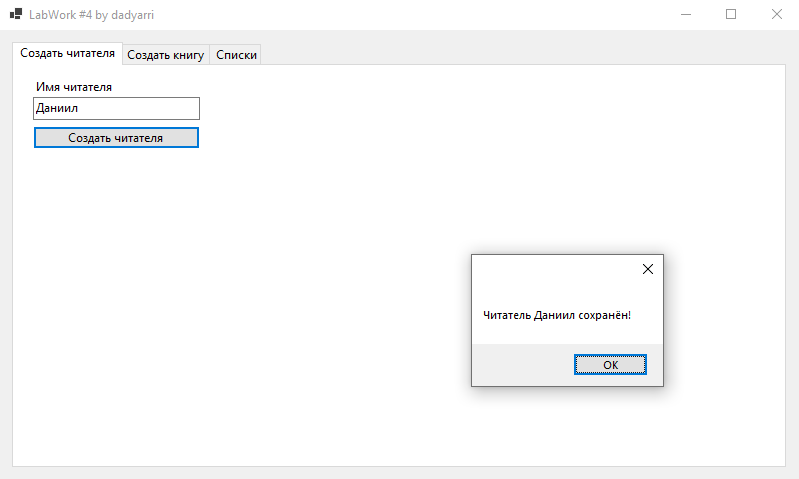 LabWork #4 by dadyarri
Создать читателя Создать книгу Списки
Имя читателя
Даниил
Создать читателя
Читатель Даниил сохранён!
OK